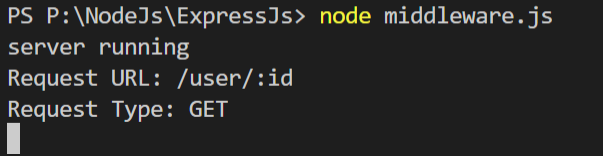 PS P:\NodeJs\ExpressJs> node middleware.js
server running
Request URL: /user/:id
Request Type: GET